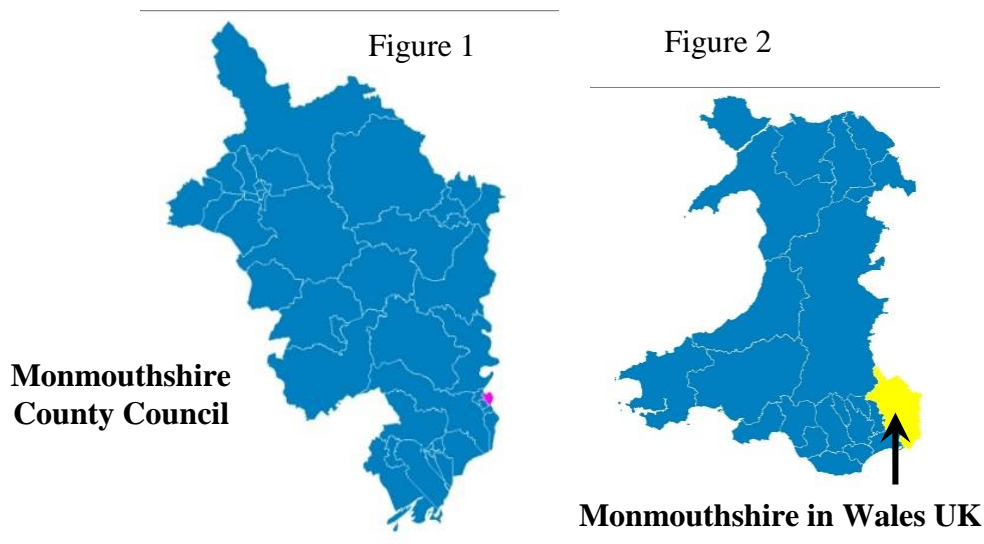 Figure 1
Figure 2
Monmouthshire
County Council
Monmouthshire in Wales UK